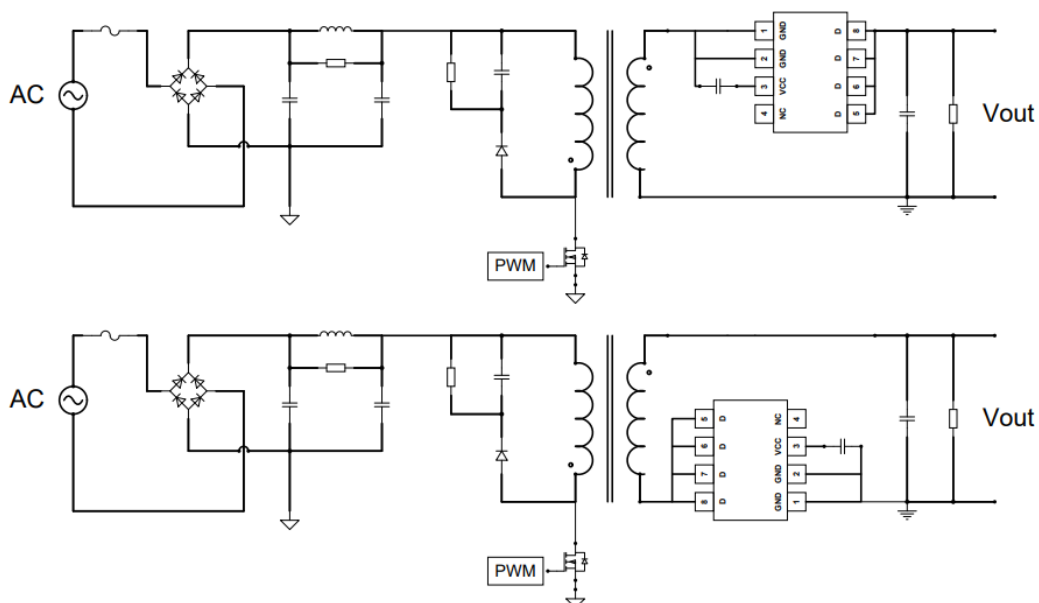 1 GND D 8
2 GND D 7
AC
3 VCC D 6
Vout
4 NC D 5
PWM
AC
5 D NC 4
6 D VCC 3
Vout
7 D GND 2
8 D GND 1
PWM